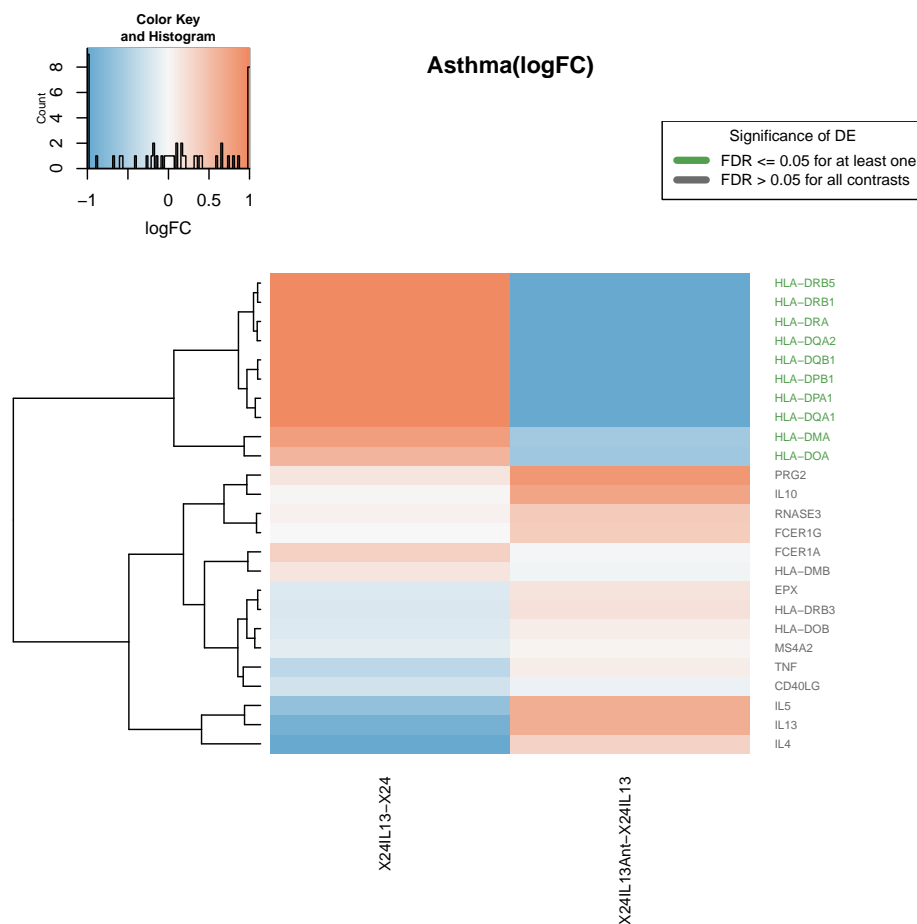 Color Key
and Histogram
Count
0 2 4 6 8
−1 0 0.5 1
logFC
Asthma(logFC)
Significance of DE
FDR <= 0.05 for at least one
FDR > 0.05 for all contrasts
HLA−DRB5
HLA−DRB1
HLA−DRA
HLA−DQA2
HLA−DQB1
HLA−DPB1
HLA−DPA1
HLA−DQA1
HLA−DMA
HLA−DOA
PRG2
IL10
RNASE3
FCER1G
FCER1A
HLA−DMB
EPX
HLA−DRB3
HLA−DOB
MS4A2
TNF
CD40LG
IL5
IL13
IL4
X24IL13−X24
X24IL13Ant−X24IL13